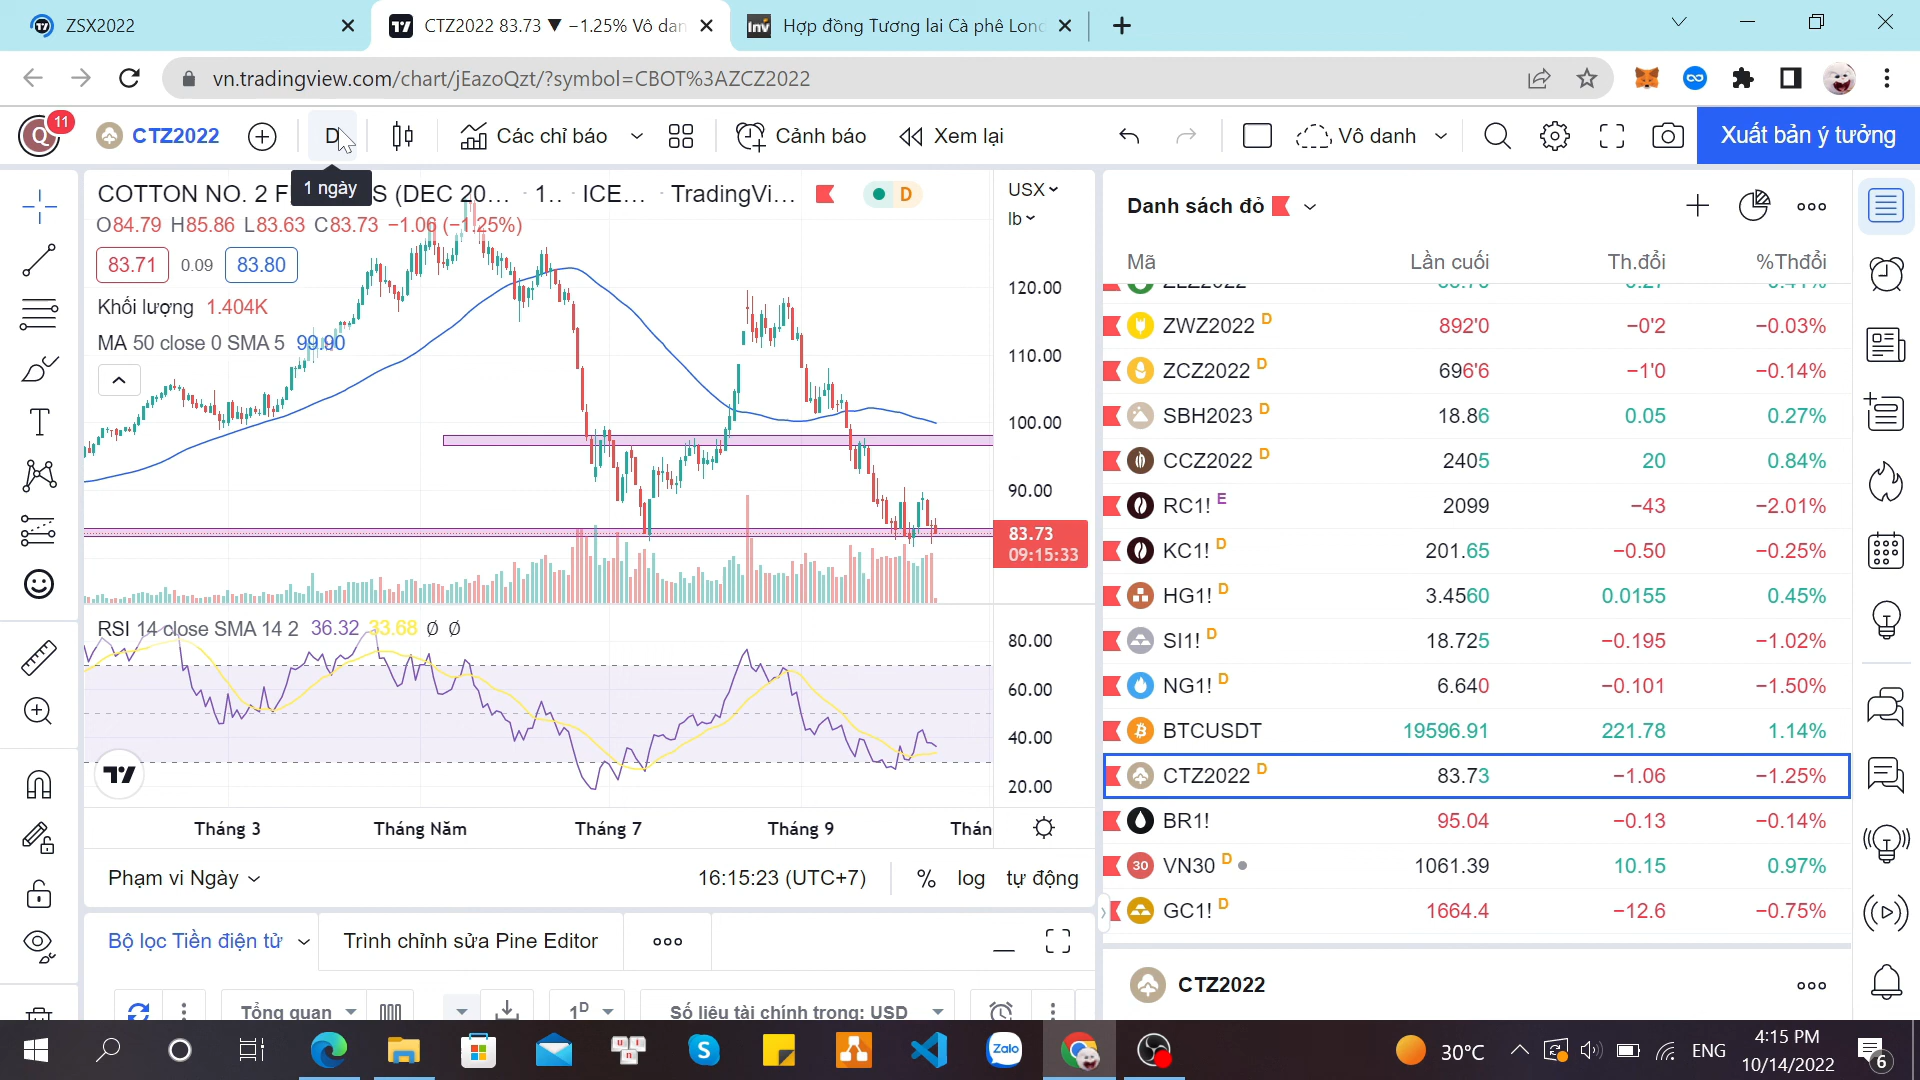 ZSX2022
CTZ2022 83.73 ▼ −1.25% Vô dan
Hợp đồng Tương lai Cà phê Lond
vn.tradingview.com/chart/jEazoQzt/?symbol=CBOT%3AZCZ2022
Q 11 CTZ2022 D Các chỉ báo Cảnh báo Xem lại Vô danh Xuất bản ý tưởng
1 ngày
COTTON NO. 2 F S (DEC 20... · 1.. · ICE... · TradingVi... D
O84.79 H85.86 L83.63 C83.73 −1.06 (−1.25%)
83.71 0.09 83.80
Khối lượng 1.404K
MA 50 close 0 SMA 5 99.90
USX
lb
120.00
110.00
100.00
90.00
83.73
09:15:33
RSI 14 close SMA 14 2 36.32 33.68 Ø Ø
80.00
60.00
40.00
20.00
Tháng 3 Tháng Năm Tháng 7 Tháng 9 Thán
Phạm vi Ngày 16:15:23 (UTC+7) % log tự động
Bộ lọc Tiền điện tử Trình chỉnh sửa Pine Editor
Tổng quan 1D Số liệu tài chính trong: USD
Danh sách đỏ
Mã Lần cuối Th.đổi %Thđổi
ZWZ2022 D 892'0 −0'2 −0.03%
ZCZ2022 D 696'6 −1'0 −0.14%
SBH2023 D 18.86 0.05 0.27%
CCZ2022 D 2405 20 0.84%
RC1! E 2099 −43 −2.01%
KC1! D 201.65 −0.50 −0.25%
HG1! D 3.4560 0.0155 0.45%
SI1! D 18.725 −0.195 −1.02%
NG1! D 6.640 −0.101 −1.50%
BTCUSDT 19596.91 221.78 1.14%
CTZ2022 D 83.73 −1.06 −1.25%
BR1! 95.04 −0.13 −0.14%
30 VN30 D 1061.39 10.15 0.97%
GC1! D 1664.4 −12.6 −0.75%
CTZ2022
Zalo
30°C ENG
4:15 PM
10/14/2022
6